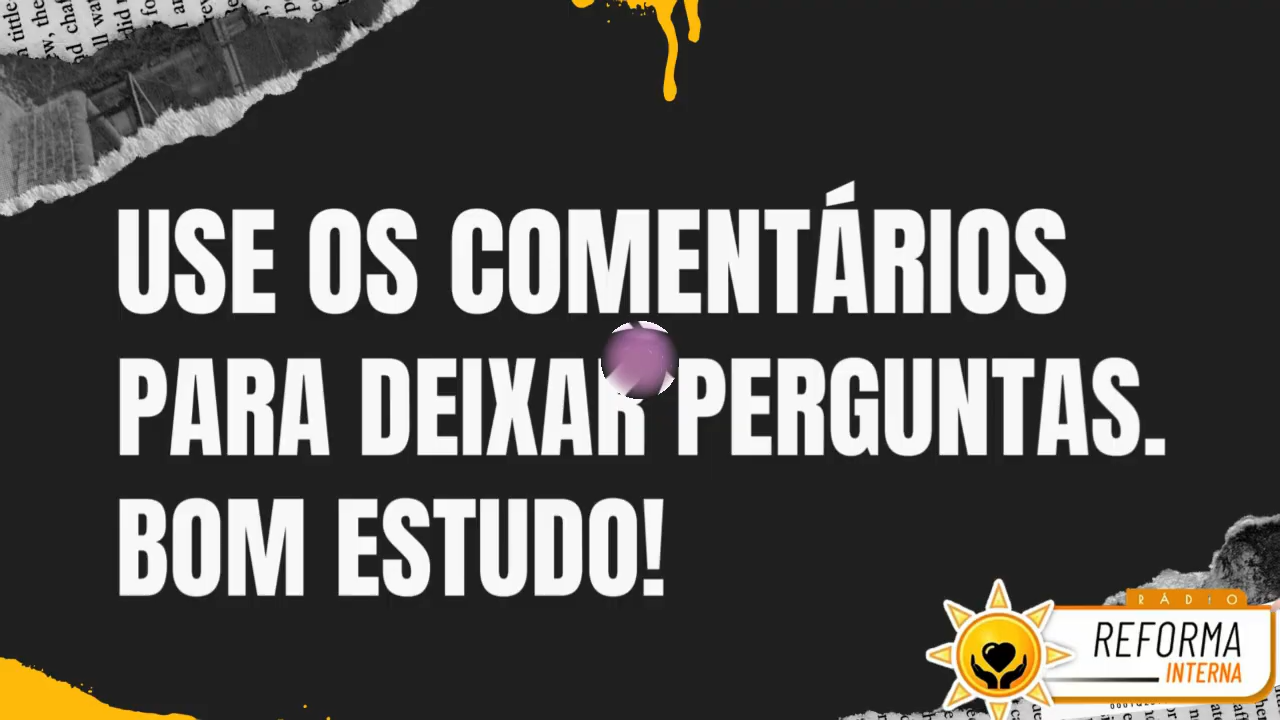 USE OS COMENTÁRIOS
PARA DEIXAR PERGUNTAS.
BOM ESTUDO!
RÁDIO
REFORMA
INTERNA